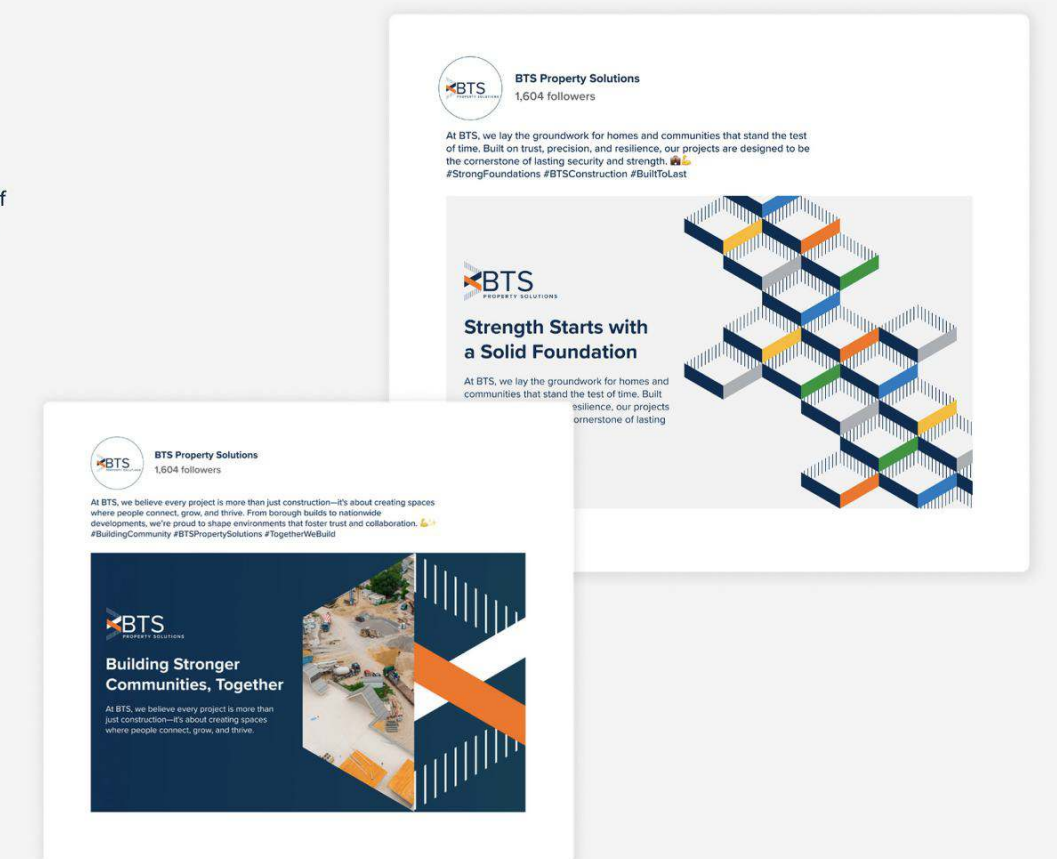 f
BTS
PROPERTY SOLUTIONS
BTS Property Solutions
1,604 followers
At BTS, we lay the groundwork for homes and communities that stand the test
of time. Built on trust, precision, and resilience, our projects are designed to be
the cornerstone of lasting security and strength. 🏰💪
#StrongFoundations #BTSConstruction #BuiltToLast
BTS
PROPERTY SOLUTIONS
Strength Starts with
a Solid Foundation
At BTS, we lay the groundwork for homes and
communities that stand the test of time. Built
esilience, our projects
ornerstone of lasting
BTS
PROPERTY SOLUTIONS
BTS Property Solutions
1,604 followers
At BTS, we believe every project is more than just construction—it's about creating spaces
where people connect, grow, and thrive. From borough builds to nationwide
developments, we're proud to shape environments that foster trust and collaboration. 💪✨
#BuildingCommunity #BTSPropertySolutions #TogetherWeBuild
BTS
PROPERTY SOLUTIONS
Building Stronger
Communities, Together
At BTS, we believe every project is more than
just construction—it's about creating spaces
where people connect, grow, and thrive.